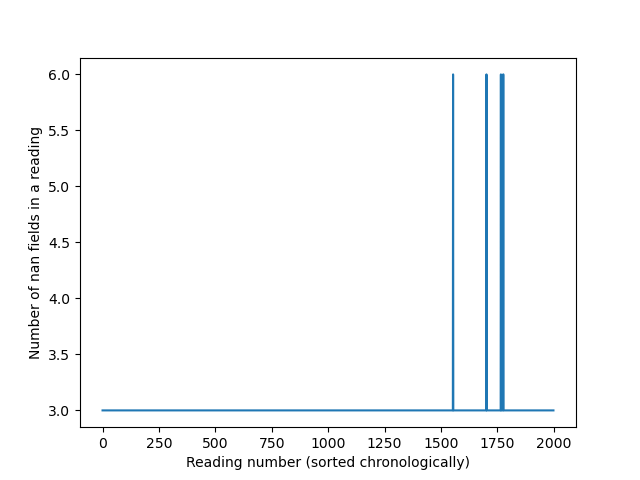 6.0
5.5
5.0
4.5
4.0
3.5
3.0
Number of nan fields in a reading
0 250 500 750 1000 1250 1500 1750 2000
Reading number (sorted chronologically)